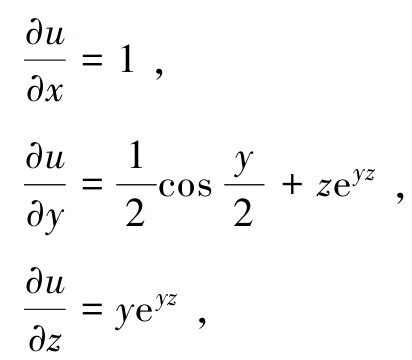 ∂u/∂x = 1 ,
∂u/∂y = 1/2 cos y/2 + ze^{yz} ,
∂u/∂z = ye^{yz} ,